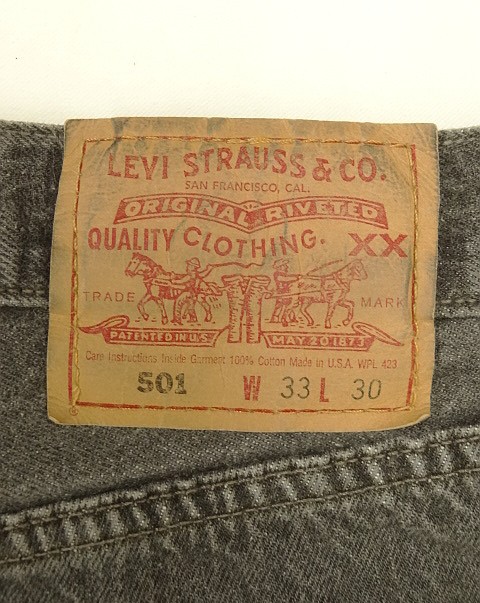 LEVI STRAUSS & CO.
SAN FRANCISCO, CAL.
ORIGINAL RIVETED
QUALITY CLOTHING. XX
TRADE MARK
PATENTED IN U.S. MAY 20 1873
Care Instructions Inside Garment 100% Cotton Made in U.S.A. WPL 423
501 W 33 L 30